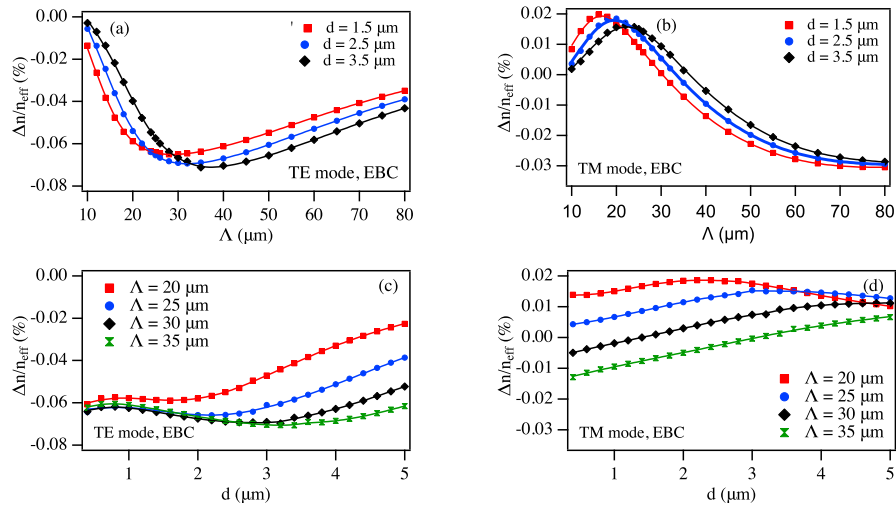 (a)
' d = 1.5 μm
d = 2.5 μm
d = 3.5 μm
0.00
-0.02
-0.04
-0.06
-0.08
Δn/n_eff (%)
TE mode, EBC
10 20 30 40 50 60 70 80
Λ (μm)
(b)
d = 1.5 μm
d = 2.5 μm
d = 3.5 μm
0.02
0.01
0.00
-0.01
-0.02
-0.03
Δn/n_eff (%)
TM mode, EBC
10 20 30 40 50 60 70 80
Λ (μm)
(c)
Λ = 20 μm
Λ = 25 μm
Λ = 30 μm
Λ = 35 μm
0.00
-0.02
-0.04
-0.06
-0.08
Δn/n_eff (%)
TE mode, EBC
1 2 3 4 5
d (μm)
(d)
0.02
0.01
0.00
-0.01
-0.02
-0.03
Δn/n_eff (%)
Λ = 20 μm
Λ = 25 μm
Λ = 30 μm
Λ = 35 μm
TM mode, EBC
1 2 3 4 5
d (μm)